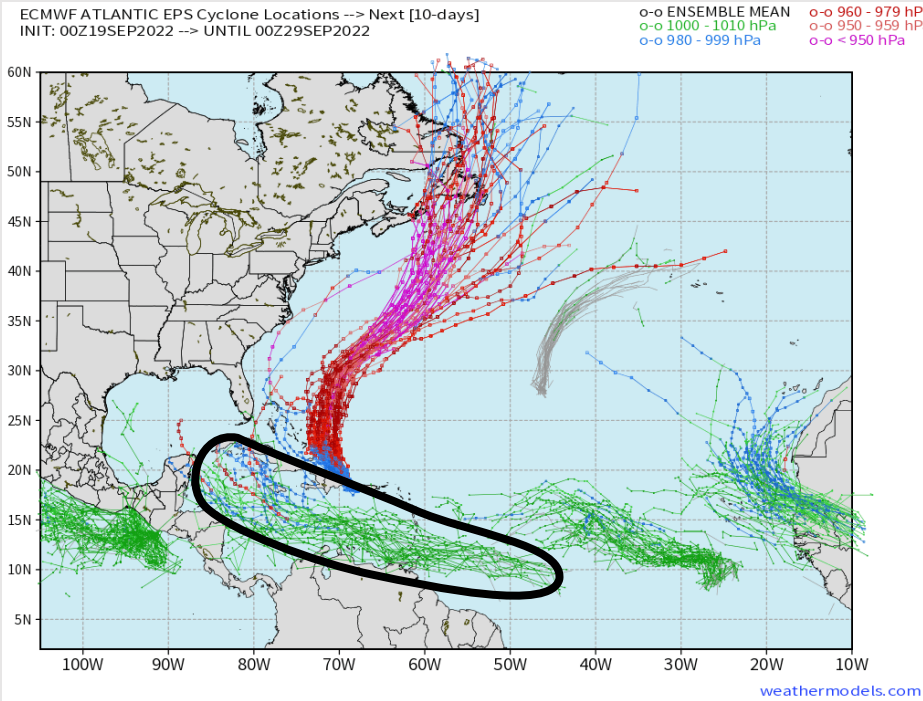 ECMWF ATLANTIC EPS Cyclone Locations --> Next [10-days]
INIT: 00Z19SEP2022 --> UNTIL 00Z29SEP2022
o-o ENSEMBLE MEAN
o-o 1000 - 1010 hPa
o-o 980 - 999 hPa
o-o 960 - 979 hP
o-o 950 - 959 hP
o-o < 950 hPa
60N
55N
50N
45N
40N
35N
30N
25N
20N
15N
10N
5N
100W 90W 80W 70W 60W 50W 40W 30W 20W 10W
weathermodels.com